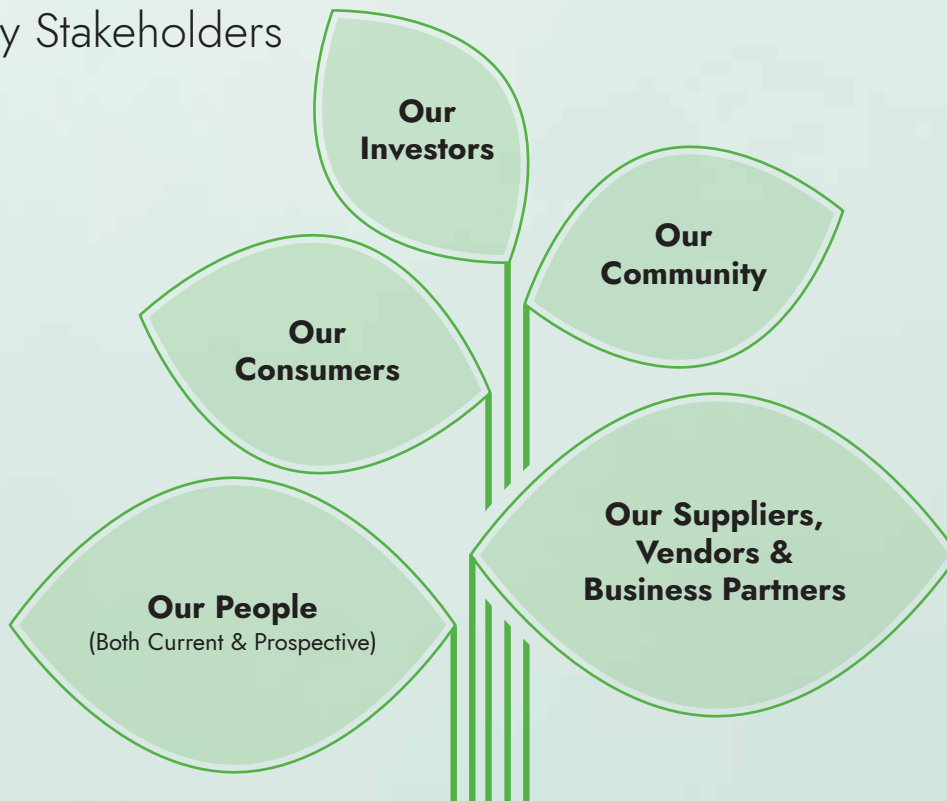 y Stakeholders
Our
Investors
Our
Community
Our
Consumers
Our Suppliers,
Vendors &
Business Partners
Our People
(Both Current & Prospective)